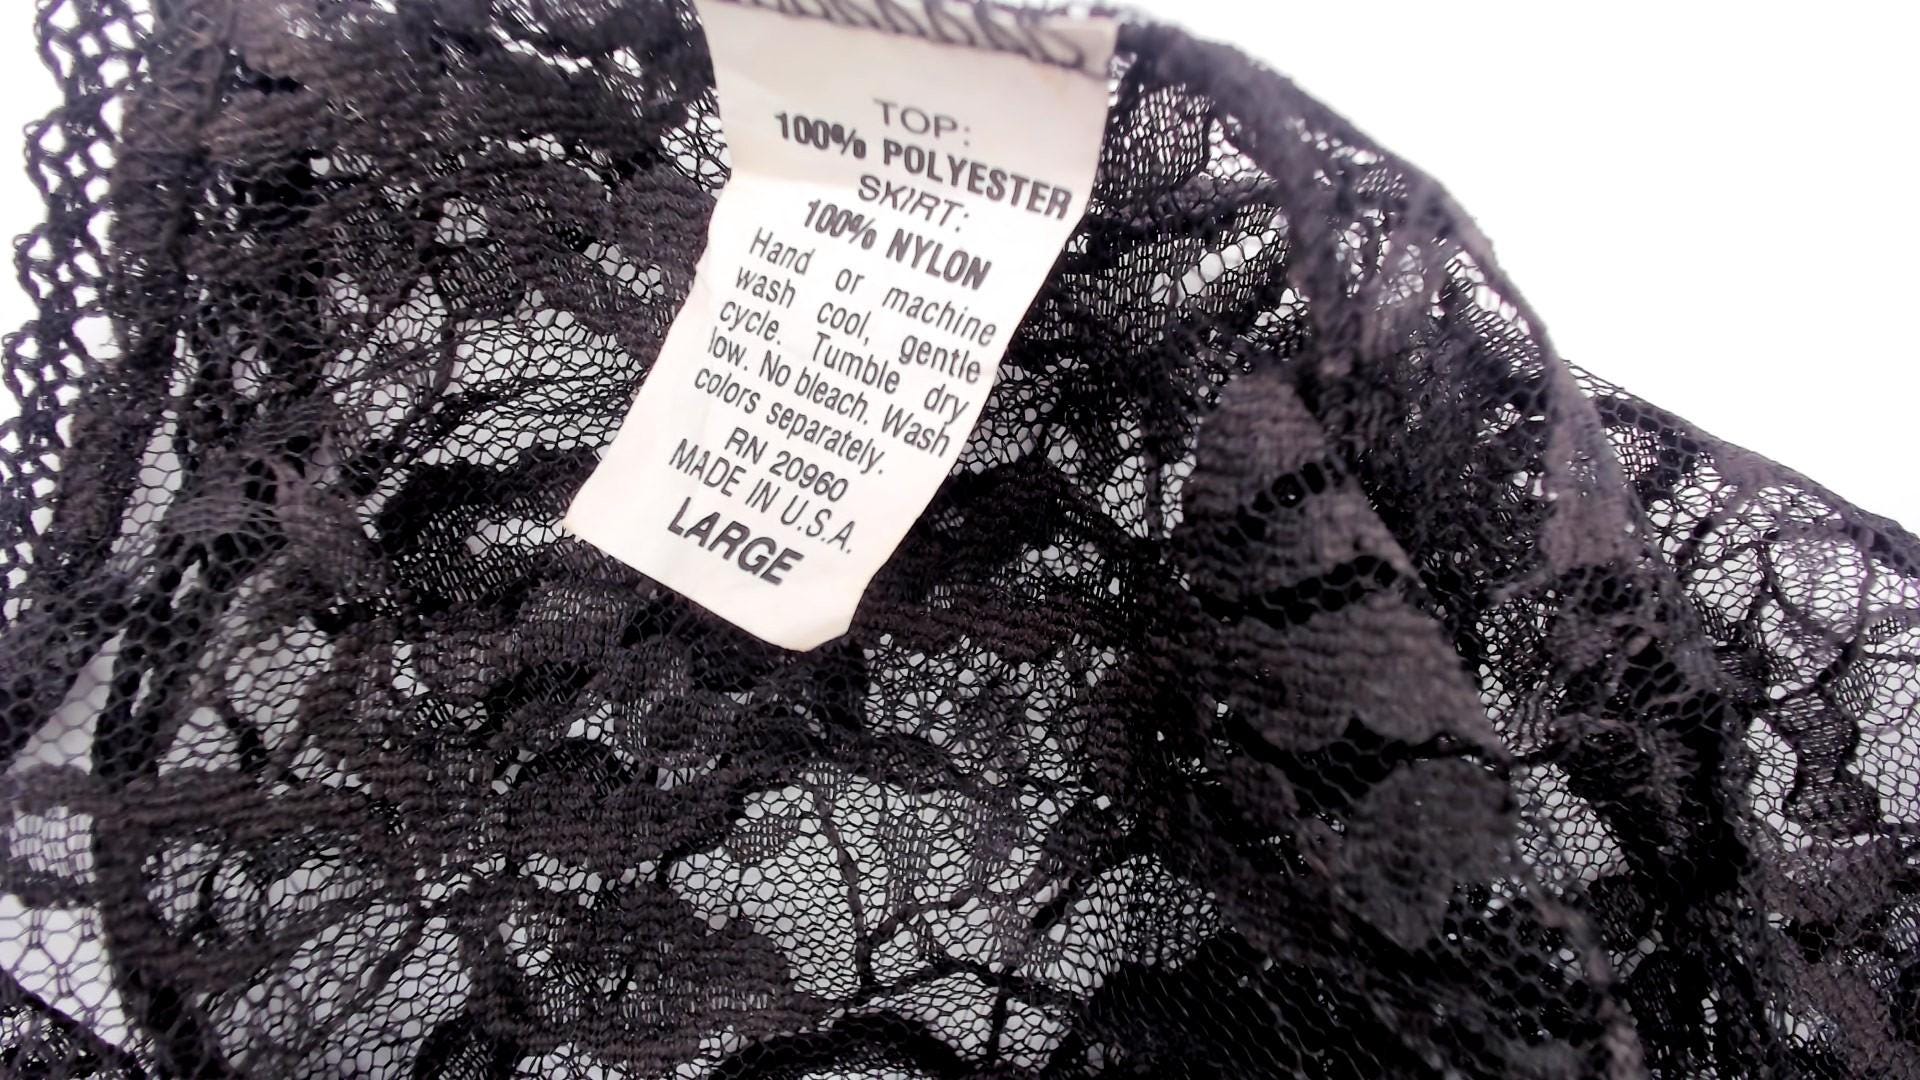 TOP:
100% POLYESTER
SKIRT:
100% NYLON
Hand or machine
wash cool, gentle
cycle. Tumble dry
low. No bleach. Wash
colors separately.
RN 20960
MADE IN U.S.A.
LARGE